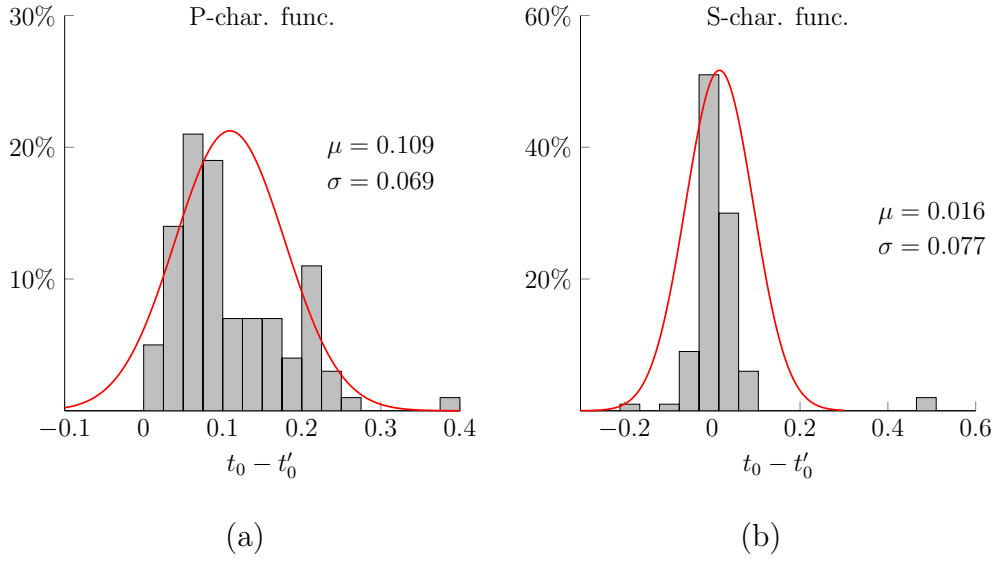 P-char. func.
30%
20%
10%
μ = 0.109
σ = 0.069
−0.1 0 0.1 0.2 0.3 0.4
t₀ − t′₀
(a)
S-char. func.
60%
40%
20%
μ = 0.016
σ = 0.077
−0.2 0 0.2 0.4 0.6
t₀ − t′₀
(b)